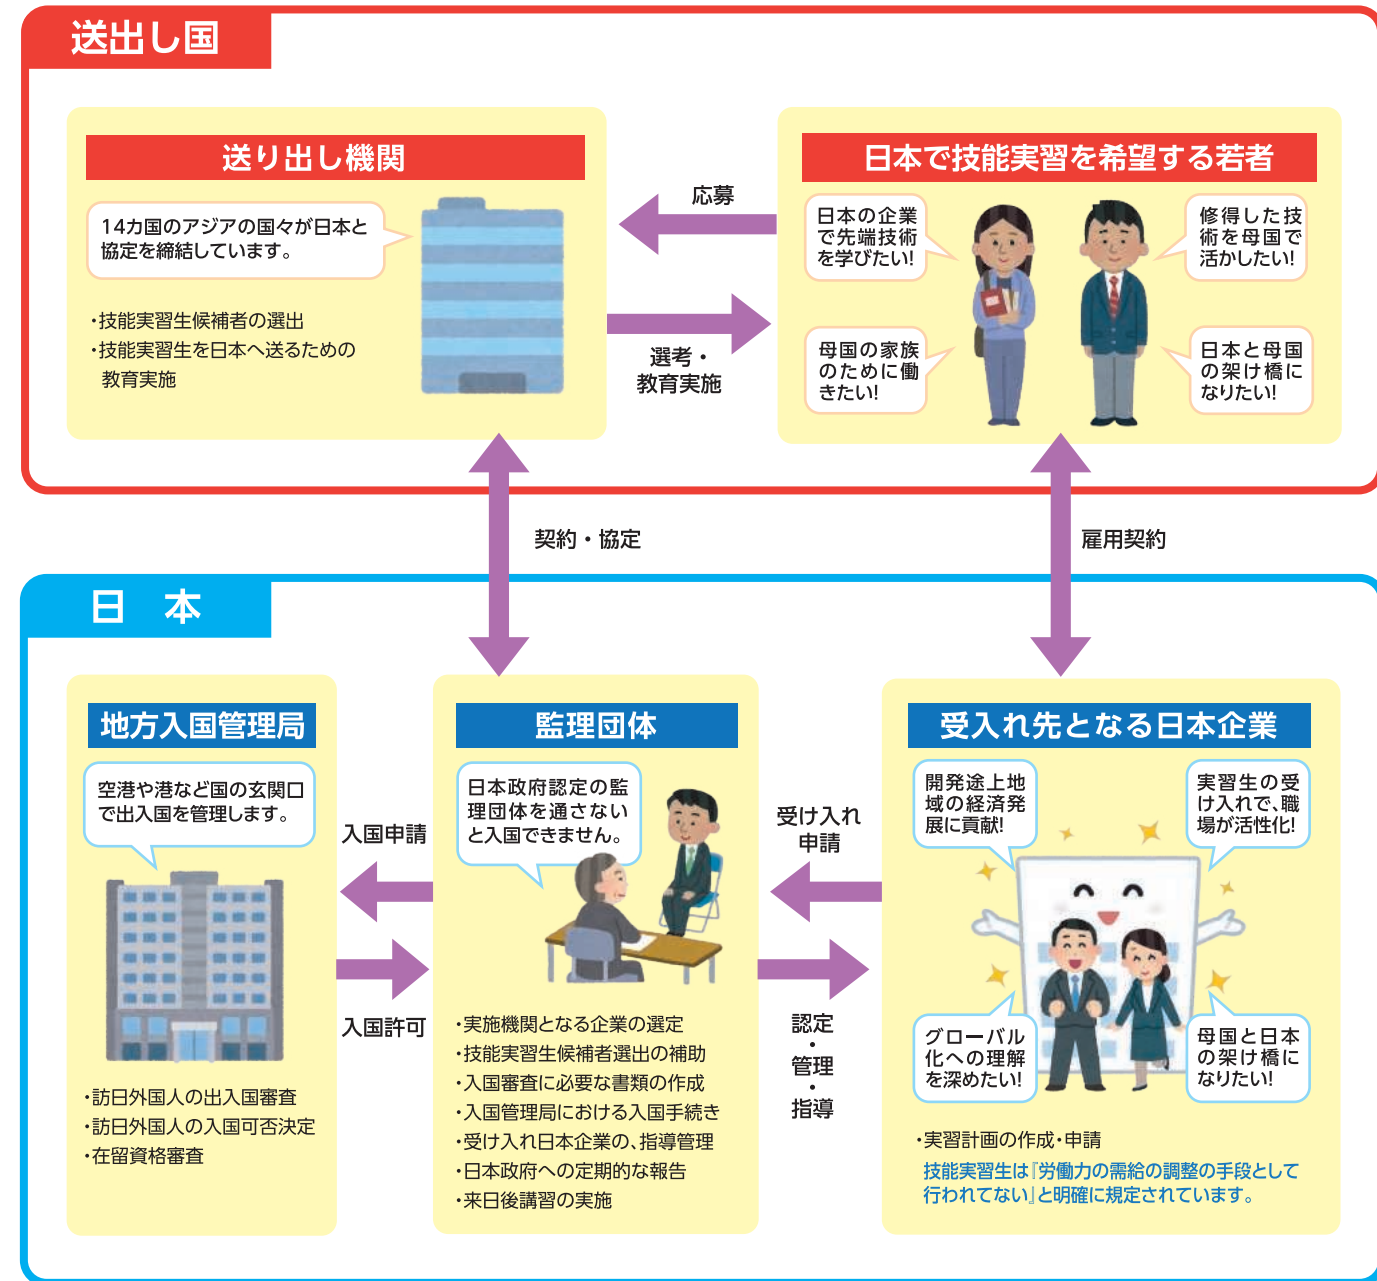 送出し国
送り出し機関
14カ国のアジアの国々が日本と
協定を締結しています。
・技能実習生候補者の選出
・技能実習生を日本へ送るための
教育実施
応募
選考・
教育実施
日本で技能実習を希望する若者
日本の企業
で先端技術
を学びたい!
修得した技
術を母国で
活かしたい!
母国の家族
のために働
きたい!
日本と母国
の架け橋に
なりたい!
契約・協定
雇用契約
日 本
地方入国管理局
空港や港など国の玄関口
で出入国を管理します。
・訪日外国人の出入国審査
・訪日外国人の入国可否決定
・在留資格審査
入国申請
入国許可
監理団体
日本政府認定の監
理団体を通さない
と入国できません。
・実施機関となる企業の選定
・技能実習生候補者選出の補助
・入国審査に必要な書類の作成
・入国管理局における入国手続き
・受け入れ日本企業の、指導管理
・日本政府への定期的な報告
・来日後講習の実施
受け入れ
申請
認定
・
管理
・
指導
受入れ先となる日本企業
開発途上地
域の経済発
展に貢献!
実習生の受
け入れで、職
場が活性化!
グローバル
化への理解
を深めたい!
母国と日本
の架け橋に
なりたい!
・実習計画の作成・申請
技能実習生は『労働力の需給の調整の手段として
行われてない』と明確に規定されています。